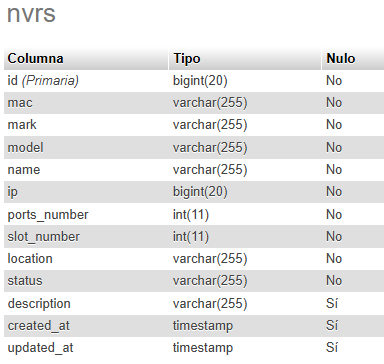 nvrs
Columna Tipo Nulo
id (Primaria) bigint(20) No
mac varchar(255) No
mark varchar(255) No
model varchar(255) No
name varchar(255) No
ip bigint(20) No
ports_number int(11) No
slot_number int(11) No
location varchar(255) No
status varchar(255) No
description varchar(255) Sí
created_at timestamp Sí
updated_at timestamp Sí